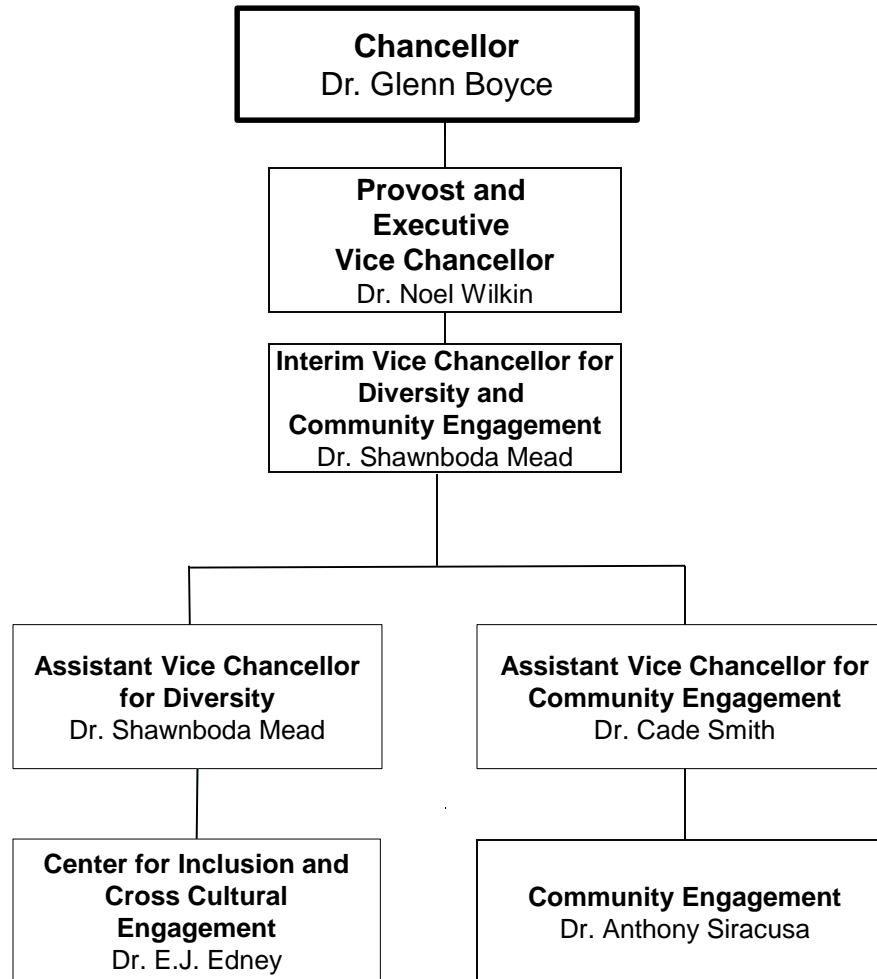 Chancellor
Dr. Glenn Boyce
Provost and
Executive
Vice Chancellor
Dr. Noel Wilkin
Interim Vice Chancellor for
Diversity and
Community Engagement
Dr. Shawnboda Mead
Assistant Vice Chancellor
for Diversity
Dr. Shawnboda Mead
Assistant Vice Chancellor for
Community Engagement
Dr. Cade Smith
Center for Inclusion and
Cross Cultural
Engagement
Dr. E.J. Edney
Community Engagement
Dr. Anthony Siracusa